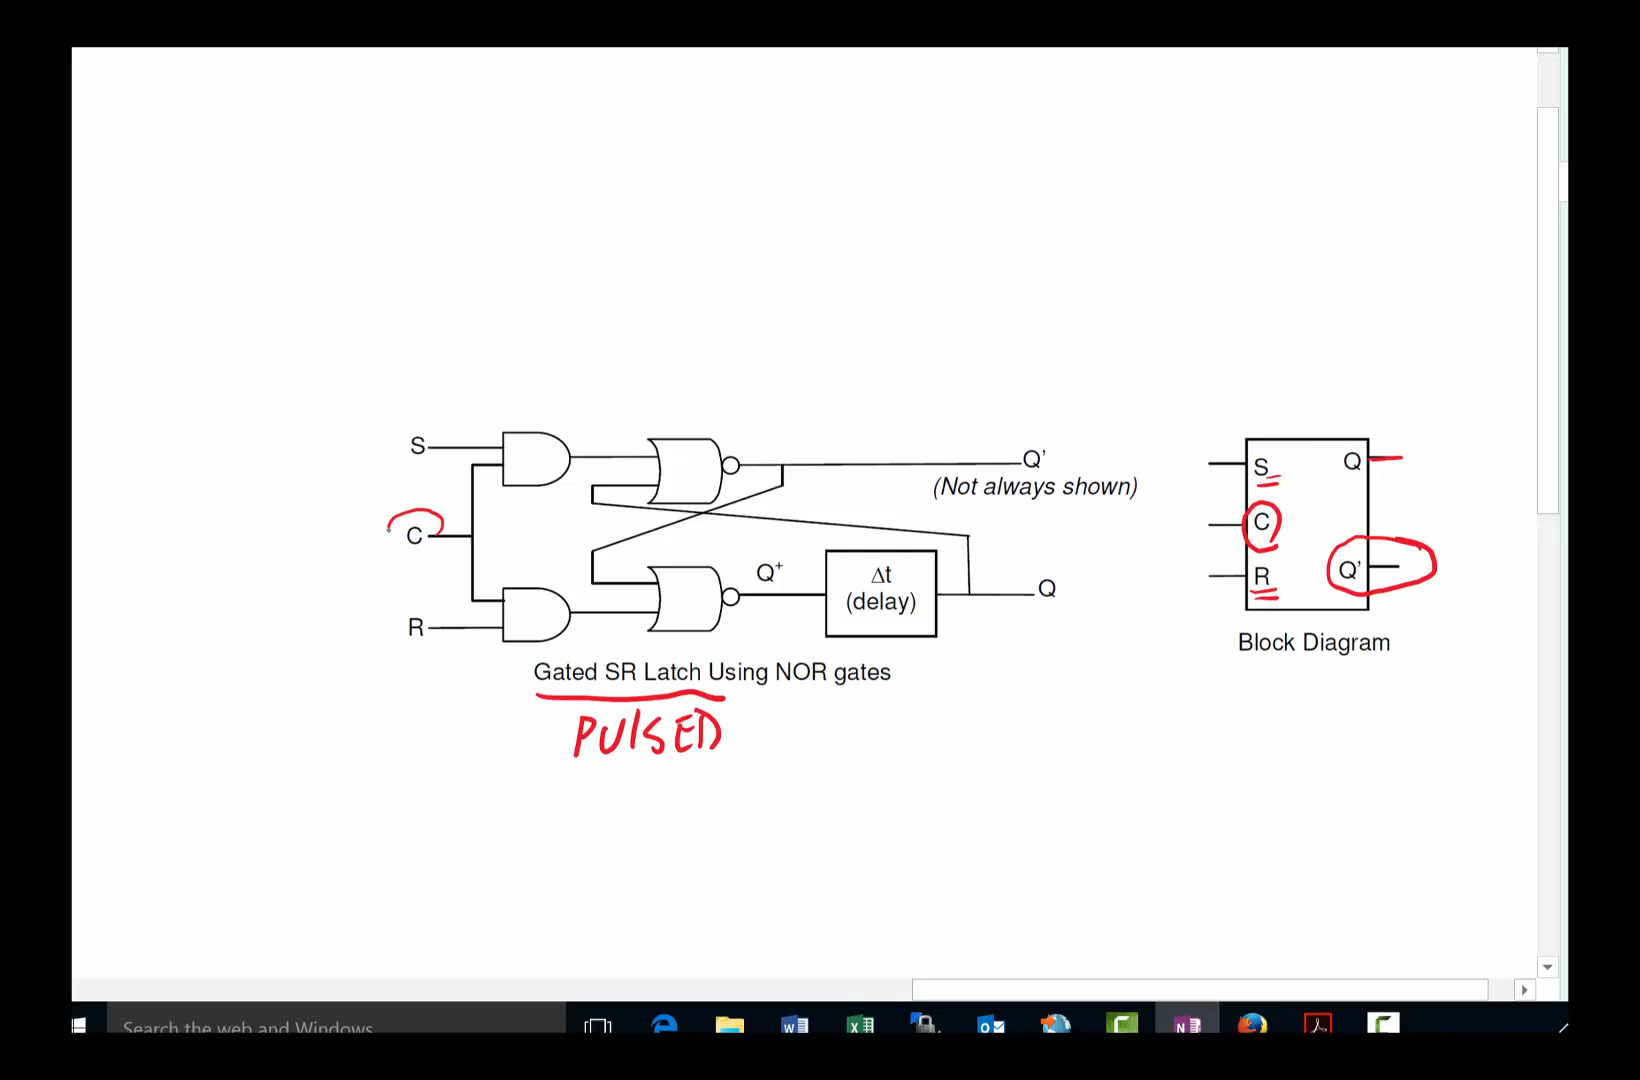 S
C
R
Q'
(Not always shown)
Q+
Δt
(delay)
Q
Gated SR Latch Using NOR gates
PULSED
S
C
R
Q
Q'
Block Diagram
Search the web and Windows